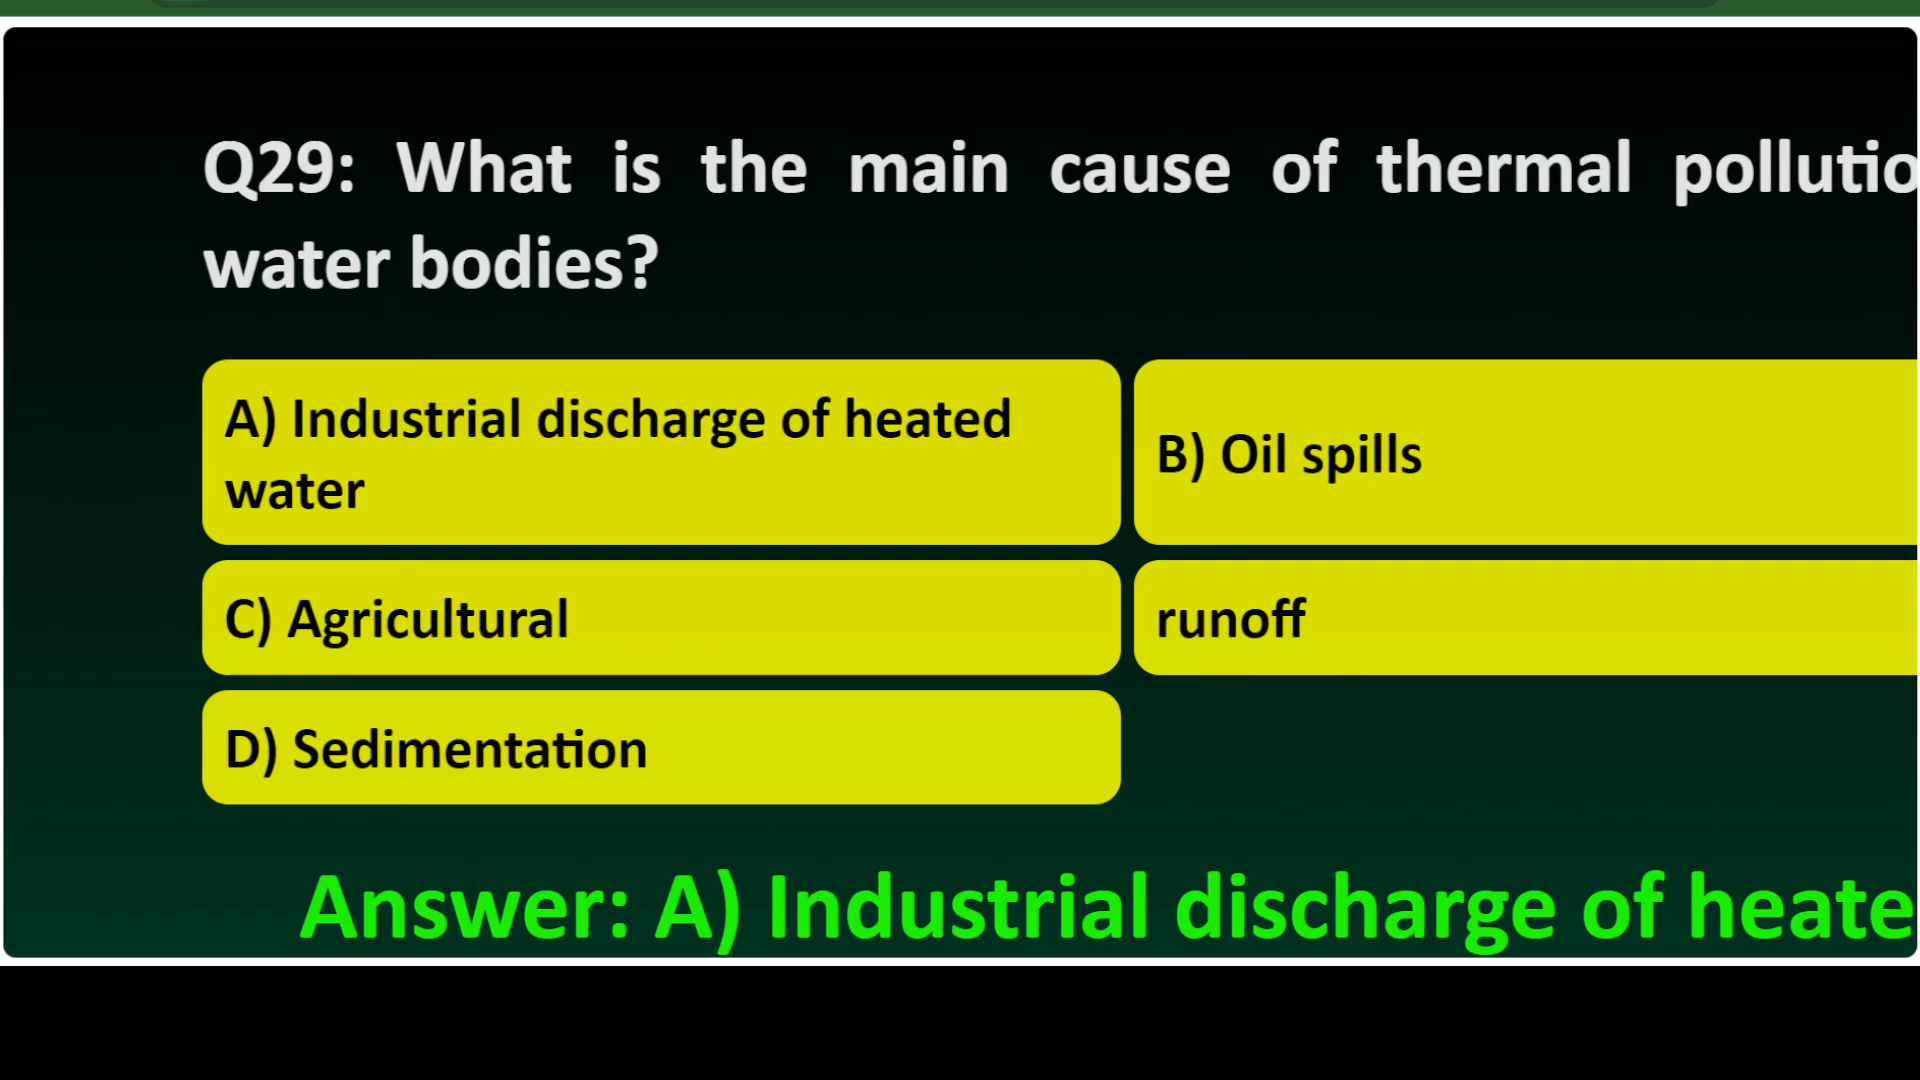 Q29: What is the main cause of thermal pollutio
water bodies?
A) Industrial discharge of heated
water
B) Oil spills
C) Agricultural
runoff
D) Sedimentation
Answer: A) Industrial discharge of heate